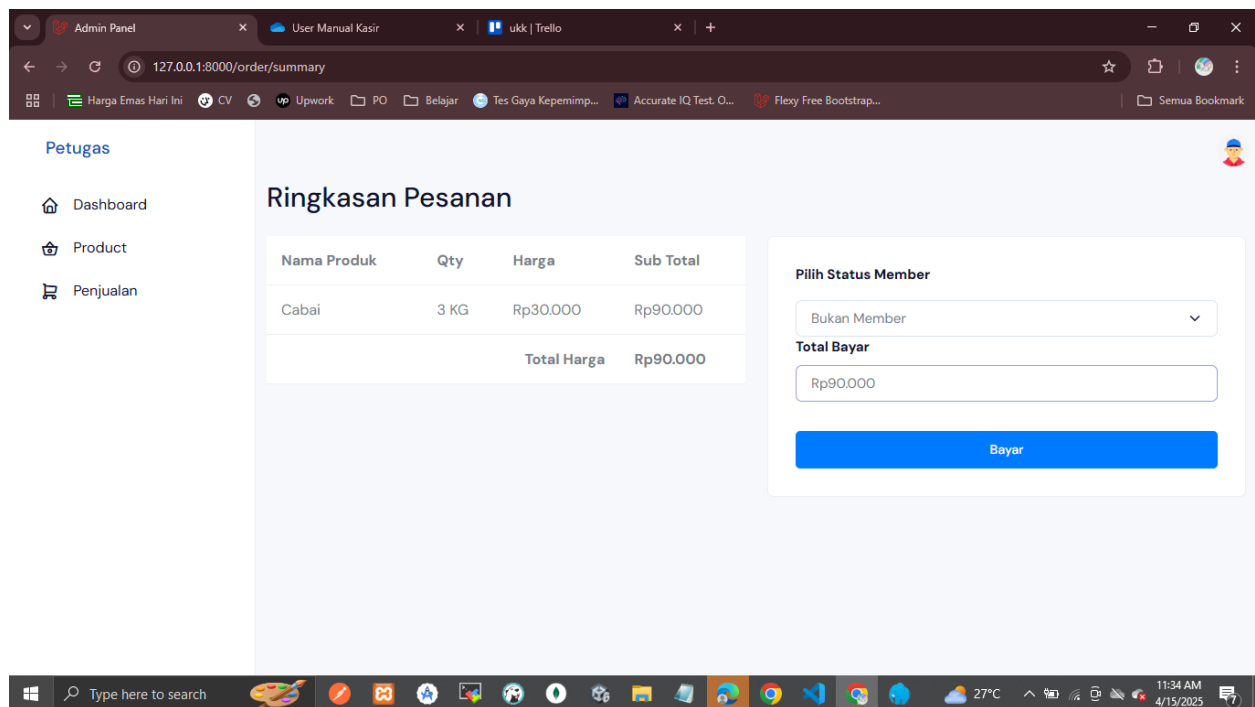 Admin Panel
User Manual Kasir
ukk | Trello
127.0.0.1:8000/order/summary
Harga Emas Hari Ini
CV
up Upwork
PO
Belajar
Tes Gaya Kepemimp...
Accurate IQ Test. O...
Flexy Free Bootstrap...
Semua Bookmark
Petugas
Dashboard
Product
Penjualan
Ringkasan Pesanan
Nama Produk Qty Harga Sub Total
Cabai 3 KG Rp30.000 Rp90.000
Total Harga Rp90.000
Pilih Status Member
Bukan Member
Total Bayar
Rp90.000
Bayar
Type here to search
27°C
11:34 AM
4/15/2025
7